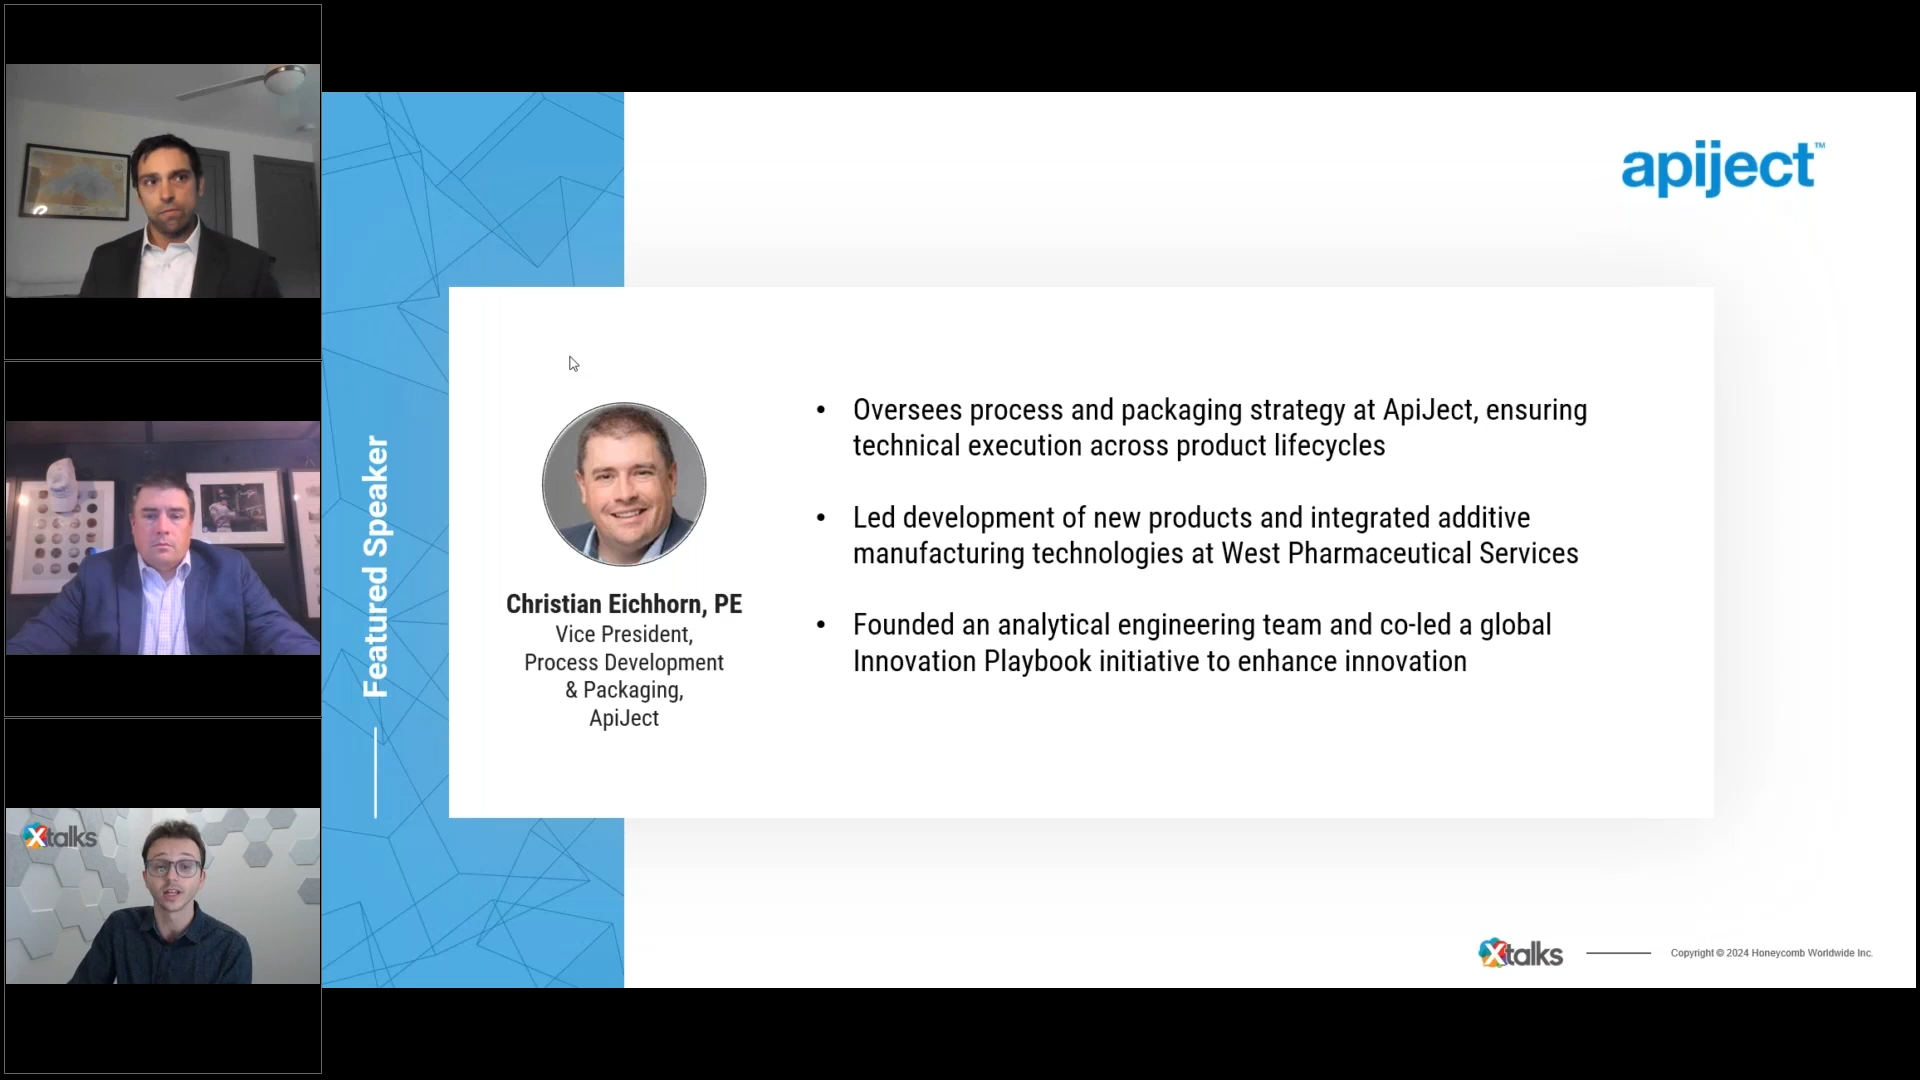 apiject™
Featured Speaker
Oversees process and packaging strategy at ApiJect, ensuring
technical execution across product lifecycles
Led development of new products and integrated additive
manufacturing technologies at West Pharmaceutical Services
Founded an analytical engineering team and co-led a global
Innovation Playbook initiative to enhance innovation
Christian Eichhorn, PE
Vice President,
Process Development
& Packaging,
ApiJect
Xtalks
Xtalks
Copyright © 2024 Honeycomb Worldwide Inc.